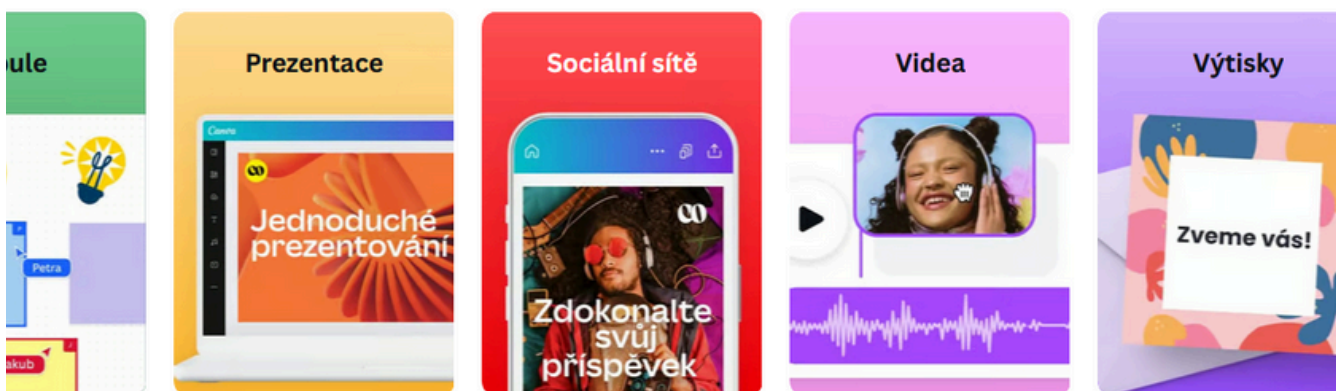 ule
Prezentace
Sociální sítě
Videa
Výtisky
Petra
akub
Canva
Jednoduché
prezentování
Zdokonalte
svůj
příspěvek
Zveme vás!